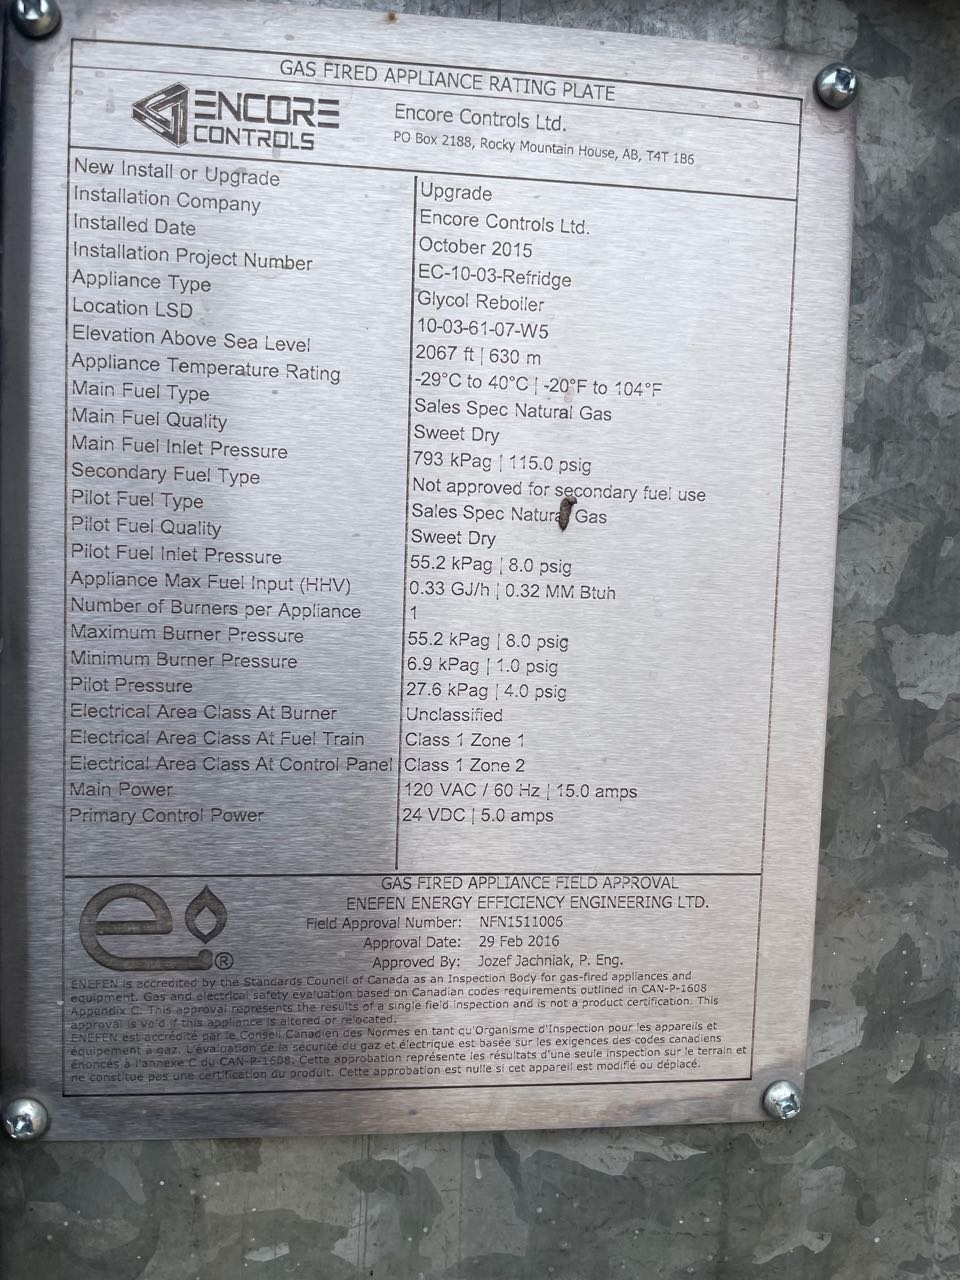 GAS FIRED APPLIANCE RATING PLATE
ENCORE CONTROLS
Encore Controls Ltd.
PO Box 2188, Rocky Mountain House, AB, T4T 1B6
New Install or Upgrade Upgrade
Installation Company Encore Controls Ltd.
Installed Date October 2015
Installation Project Number EC-10-03-Refridge
Appliance Type Glycol Reboiler
Location LSD 10-03-61-07-W5
Elevation Above Sea Level 2067 ft | 630 m
Appliance Temperature Rating -29°C to 40°C | -20°F to 104°F
Main Fuel Type Sales Spec Natural Gas
Main Fuel Quality Sweet Dry
Main Fuel Inlet Pressure 793 kPag | 115.0 psig
Secondary Fuel Type Not approved for secondary fuel use
Pilot Fuel Type Sales Spec Natural Gas
Pilot Fuel Quality Sweet Dry
Pilot Fuel Inlet Pressure 55.2 kPag | 8.0 psig
Appliance Max Fuel Input (HHV) 0.33 GJ/h | 0.32 MM Btuh
Number of Burners per Appliance 1
Maximum Burner Pressure 55.2 kPag | 8.0 psig
Minimum Burner Pressure 6.9 kPag | 1.0 psig
Pilot Pressure 27.6 kPag | 4.0 psig
Electrical Area Class At Burner Unclassified
Electrical Area Class At Fuel Train Class 1 Zone 1
Electrical Area Class At Control Panel Class 1 Zone 2
Main Power 120 VAC / 60 Hz | 15.0 amps
Primary Control Power 24 VDC | 5.0 amps
e ®
GAS FIRED APPLIANCE FIELD APPROVAL
ENEFEN ENERGY EFFICIENCY ENGINEERING LTD.
Field Approval Number: NFN1511006
Approval Date: 29 Feb 2016
Approved By: Jozef Jachniak, P. Eng.
ENEFEN is accredited by the Standards Council of Canada as an Inspection Body for gas-fired appliances and
equipment. Gas and electrical safety evaluation based on Canadian codes requirements outlined in CAN-P-1608
Appendix C. This approval represents the results of a single field inspection and is not a product certification. This
approval is void if this appliance is altered or relocated.
ENEFEN est accrédité par le Conseil Canadien des Normes en tant qu'Organisme d'Inspection pour les appareils et
équipement à gaz. L'évaluation de la sécurité du gaz et électrique est basée sur les exigences des codes canadiens
énoncés à l'annexe C du CAN-P-1608. Cette approbation représente les résultats d'une seule inspection sur le terrain et
ne constitue pas une certification du produit. Cette approbation est nulle si cet appareil est modifié ou déplacé.